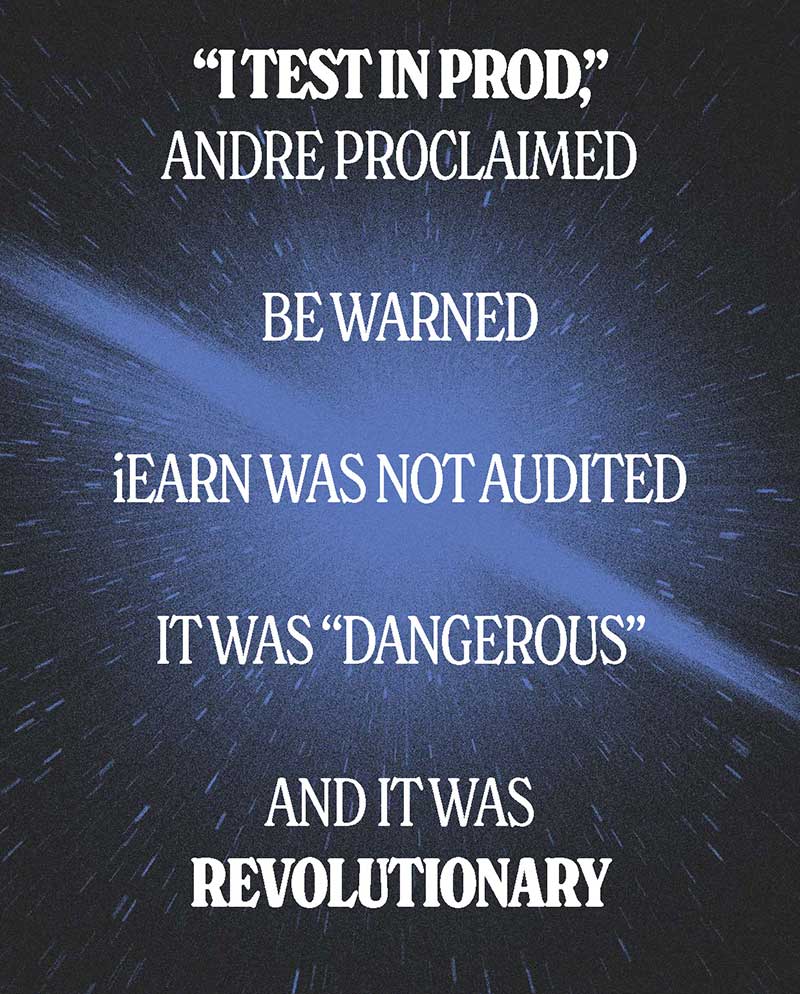 “I TEST IN PROD,”
ANDRE PROCLAIMED
BE WARNED
iEARN WAS NOT AUDITED
IT WAS “DANGEROUS”
AND IT WAS
REVOLUTIONARY